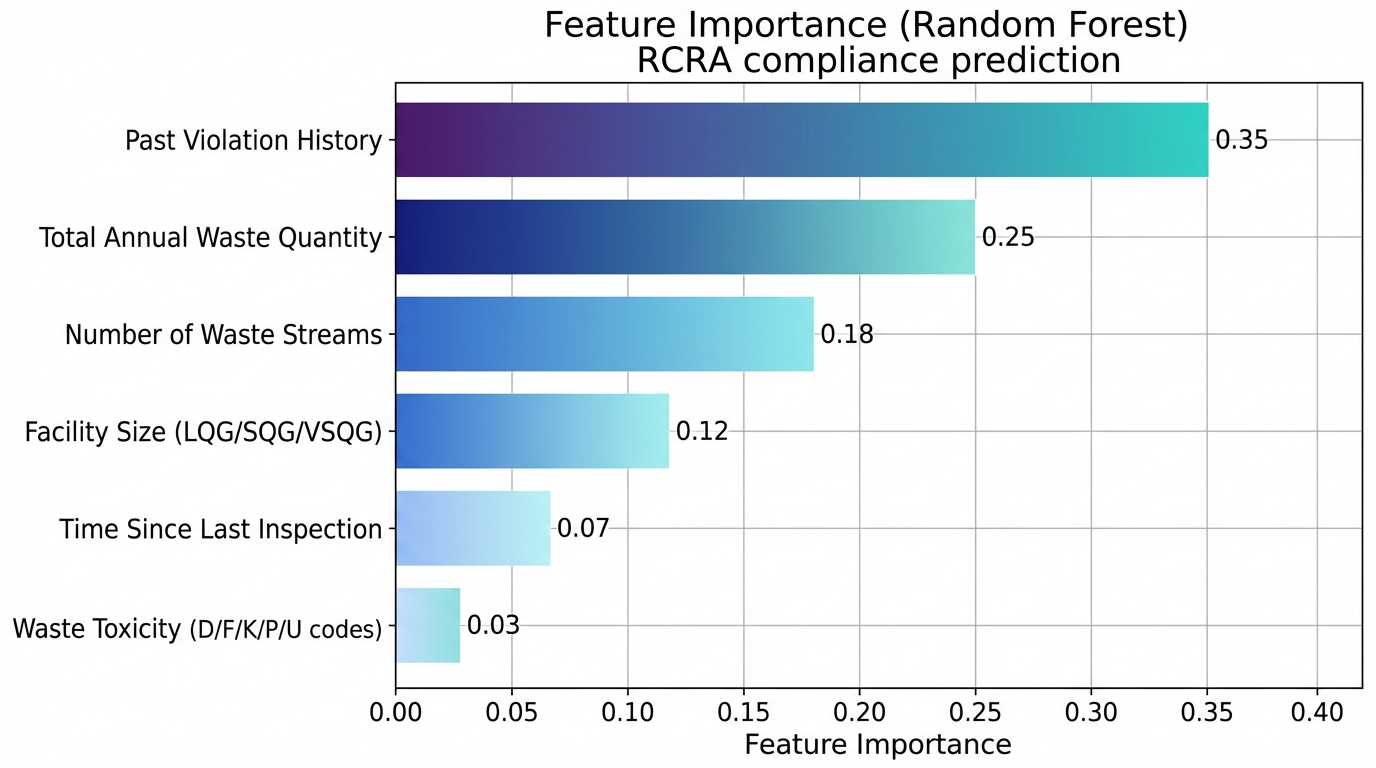 Feature Importance (Random Forest)
RCRA compliance prediction
Past Violation History
0.35
Total Annual Waste Quantity
0.25
Number of Waste Streams
0.18
Facility Size (LQG/SQG/VSQG)
0.12
Time Since Last Inspection
0.07
Waste Toxicity (D/F/K/P/U codes)
0.03
0.00 0.05 0.10 0.15 0.20 0.25 0.30 0.35 0.40
Feature Importance